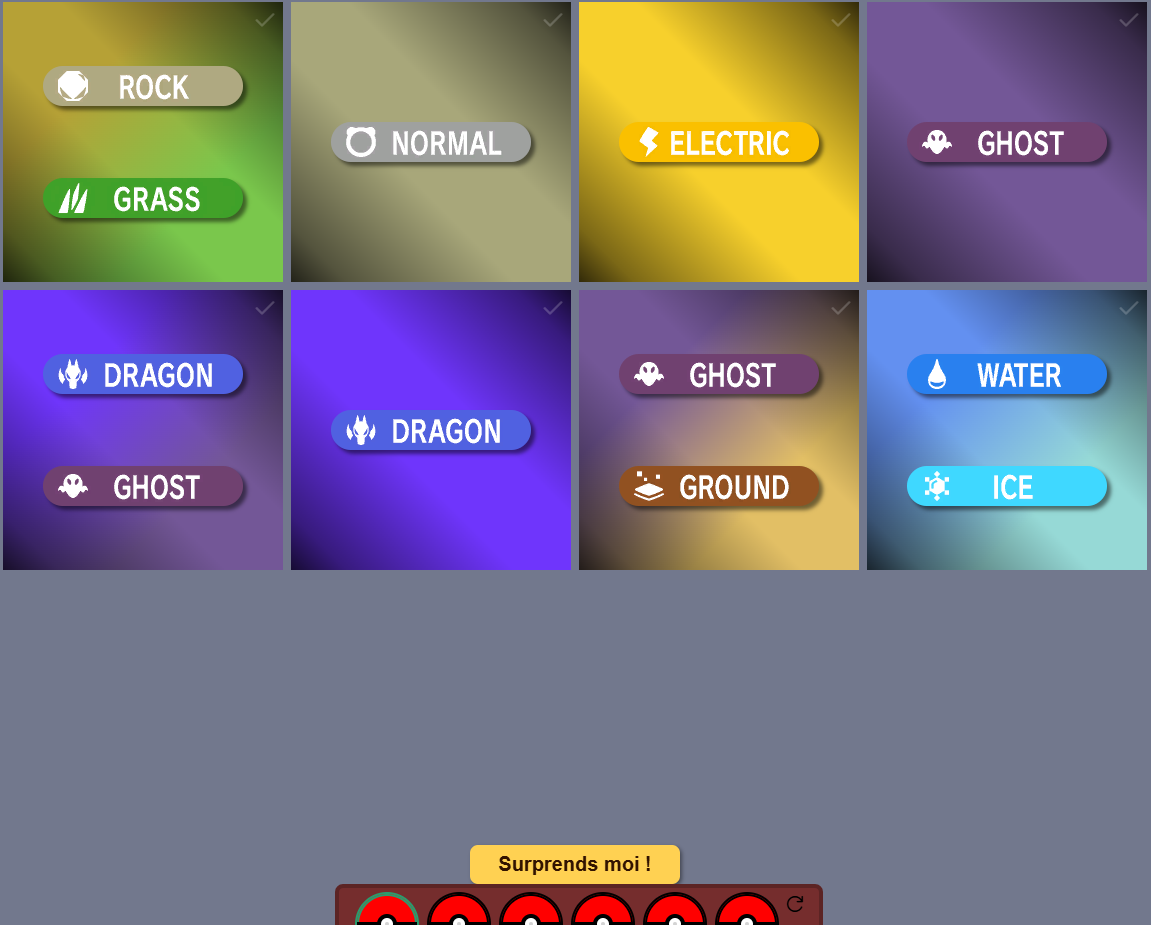 ROCK
GRASS
NORMAL
ELECTRIC
GHOST
DRAGON
GHOST
DRAGON
GHOST
GROUND
WATER
ICE
Surprends moi !